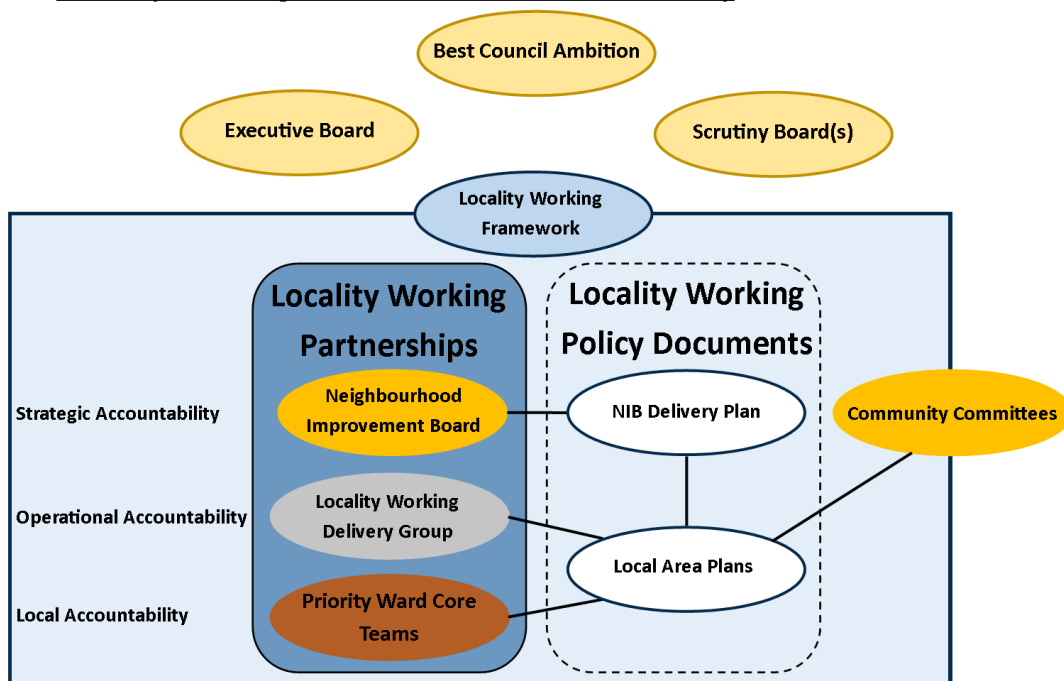 Best Council Ambition
Executive Board
Scrutiny Board(s)
Locality Working
Framework
Locality Working
Partnerships
Locality Working
Policy Documents
Strategic Accountability
Neighbourhood
Improvement Board
NIB Delivery Plan
Community Committees
Operational Accountability
Locality Working
Delivery Group
Local Area Plans
Local Accountability
Priority Ward Core
Teams